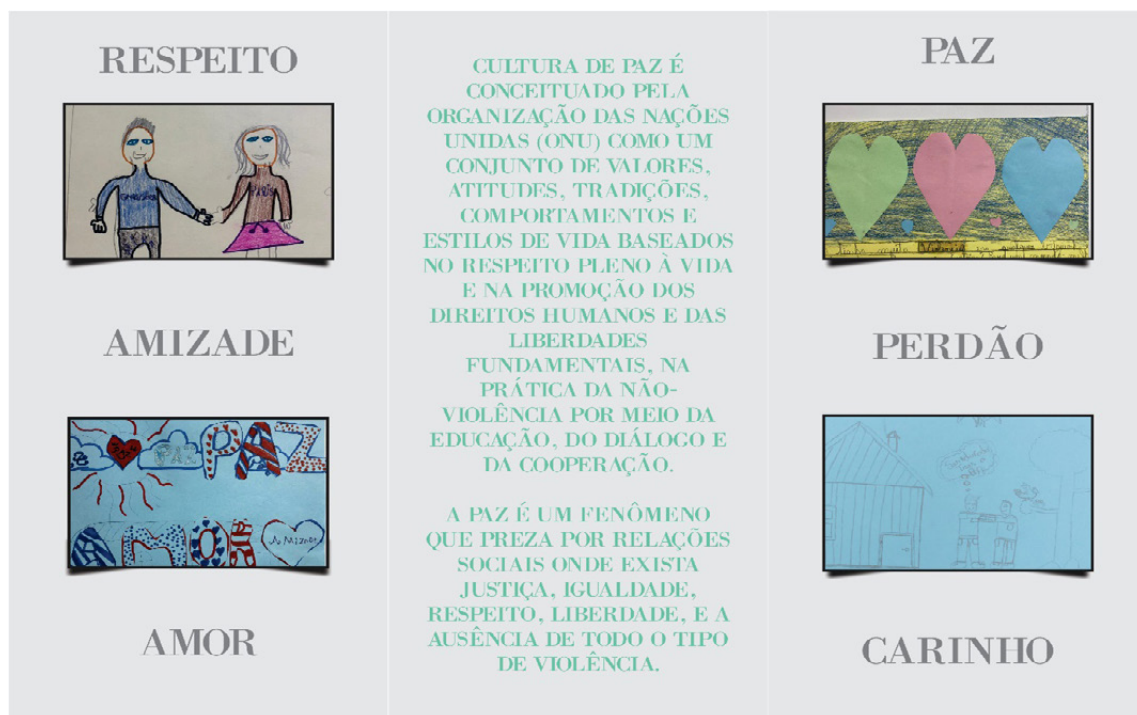 RESPEITO
AMIZADE
PAZ
AMOR
AMOR
CULTURA DE PAZ É
CONCEITUADO PELA
ORGANIZAÇÃO DAS NAÇÕES
UNIDAS (ONU) COMO UM
CONJUNTO DE VALORES,
ATITUDES, TRADIÇÕES,
COMPORTAMENTOS E
ESTILOS DE VIDA BASEADOS
NO RESPEITO PLENO À VIDA
E NA PROMOÇÃO DOS
DIREITOS HUMANOS E DAS
LIBERDADES
FUNDAMENTAIS, NA
PRÁTICA DA NÃO-
VIOLÊNCIA POR MEIO DA
EDUCAÇÃO, DO DIÁLOGO E
DA COOPERAÇÃO.
A PAZ É UM FENÔMENO
QUE PREZA POR RELAÇÕES
SOCIAIS ONDE EXISTA
JUSTIÇA, IGUALDADE,
RESPEITO, LIBERDADE, E A
AUSÊNCIA DE TODO O TIPO
DE VIOLÊNCIA.
PAZ
PERDÃO
CARINHO